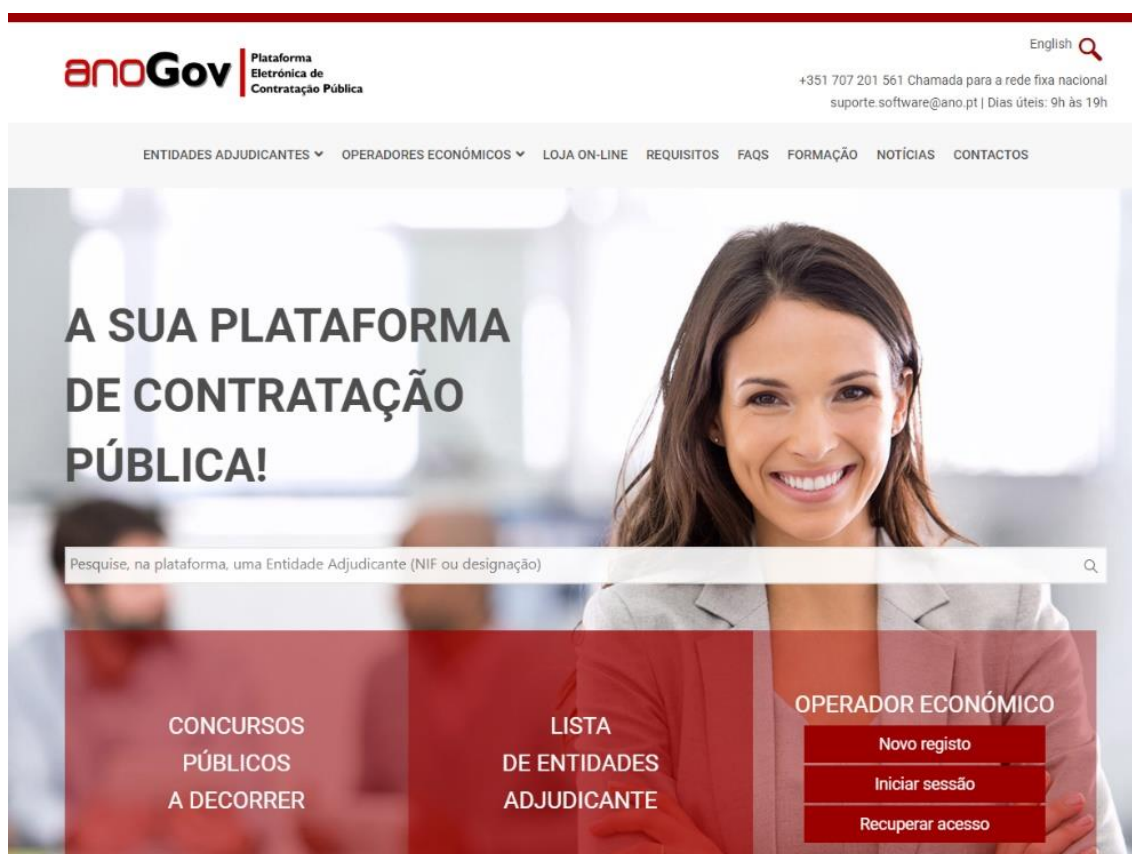 English
anoGov
Plataforma
Eletrónica de
Contratação Pública
+351 707 201 561 Chamada para a rede fixa nacional
suporte.software@ano.pt | Dias úteis: 9h às 19h
ENTIDADES ADJUDICANTES OPERADORES ECONÓMICOS LOJA ON-LINE REQUISITOS FAQS FORMAÇÃO NOTÍCIAS CONTACTOS
A SUA PLATAFORMA
DE CONTRATAÇÃO
PÚBLICA!
Pesquise, na plataforma, uma Entidade Adjudicante (NIF ou designação)
CONCURSOS
PÚBLICOS
A DECORRER
LISTA
DE ENTIDADES
ADJUDICANTE
OPERADOR ECONÓMICO
Novo registo
Iniciar sessão
Recuperar acesso